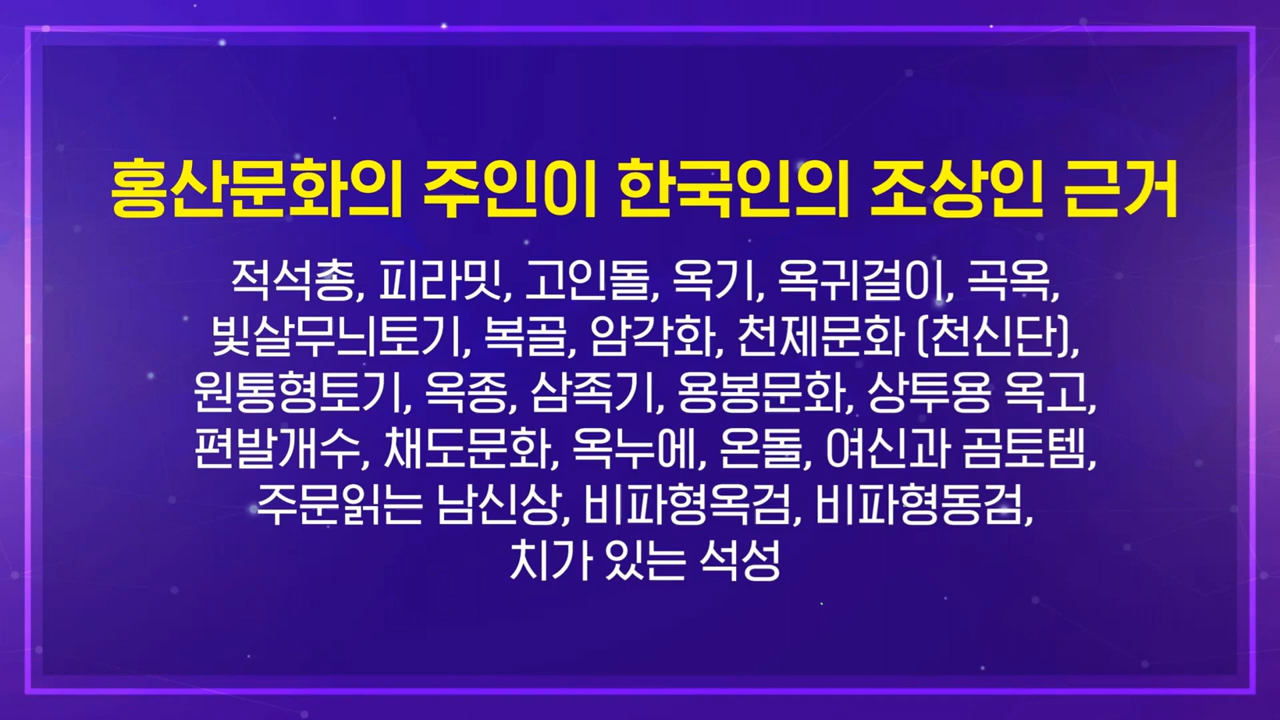 홍산문화의 주인이 한국인의 조상인 근거
적석총, 피라밋, 고인돌, 옥기, 옥귀걸이, 곡옥,
빛살무늬토기, 복골, 암각화, 천제문화 (천신단),
원통형토기, 옥종, 삼족기, 용봉문화, 상투용 옥고,
편발개수, 채도문화, 옥누에, 온돌, 여신과 곰토템,
주문읽는 남신상, 비파형옥검, 비파형동검,
치가 있는 석성